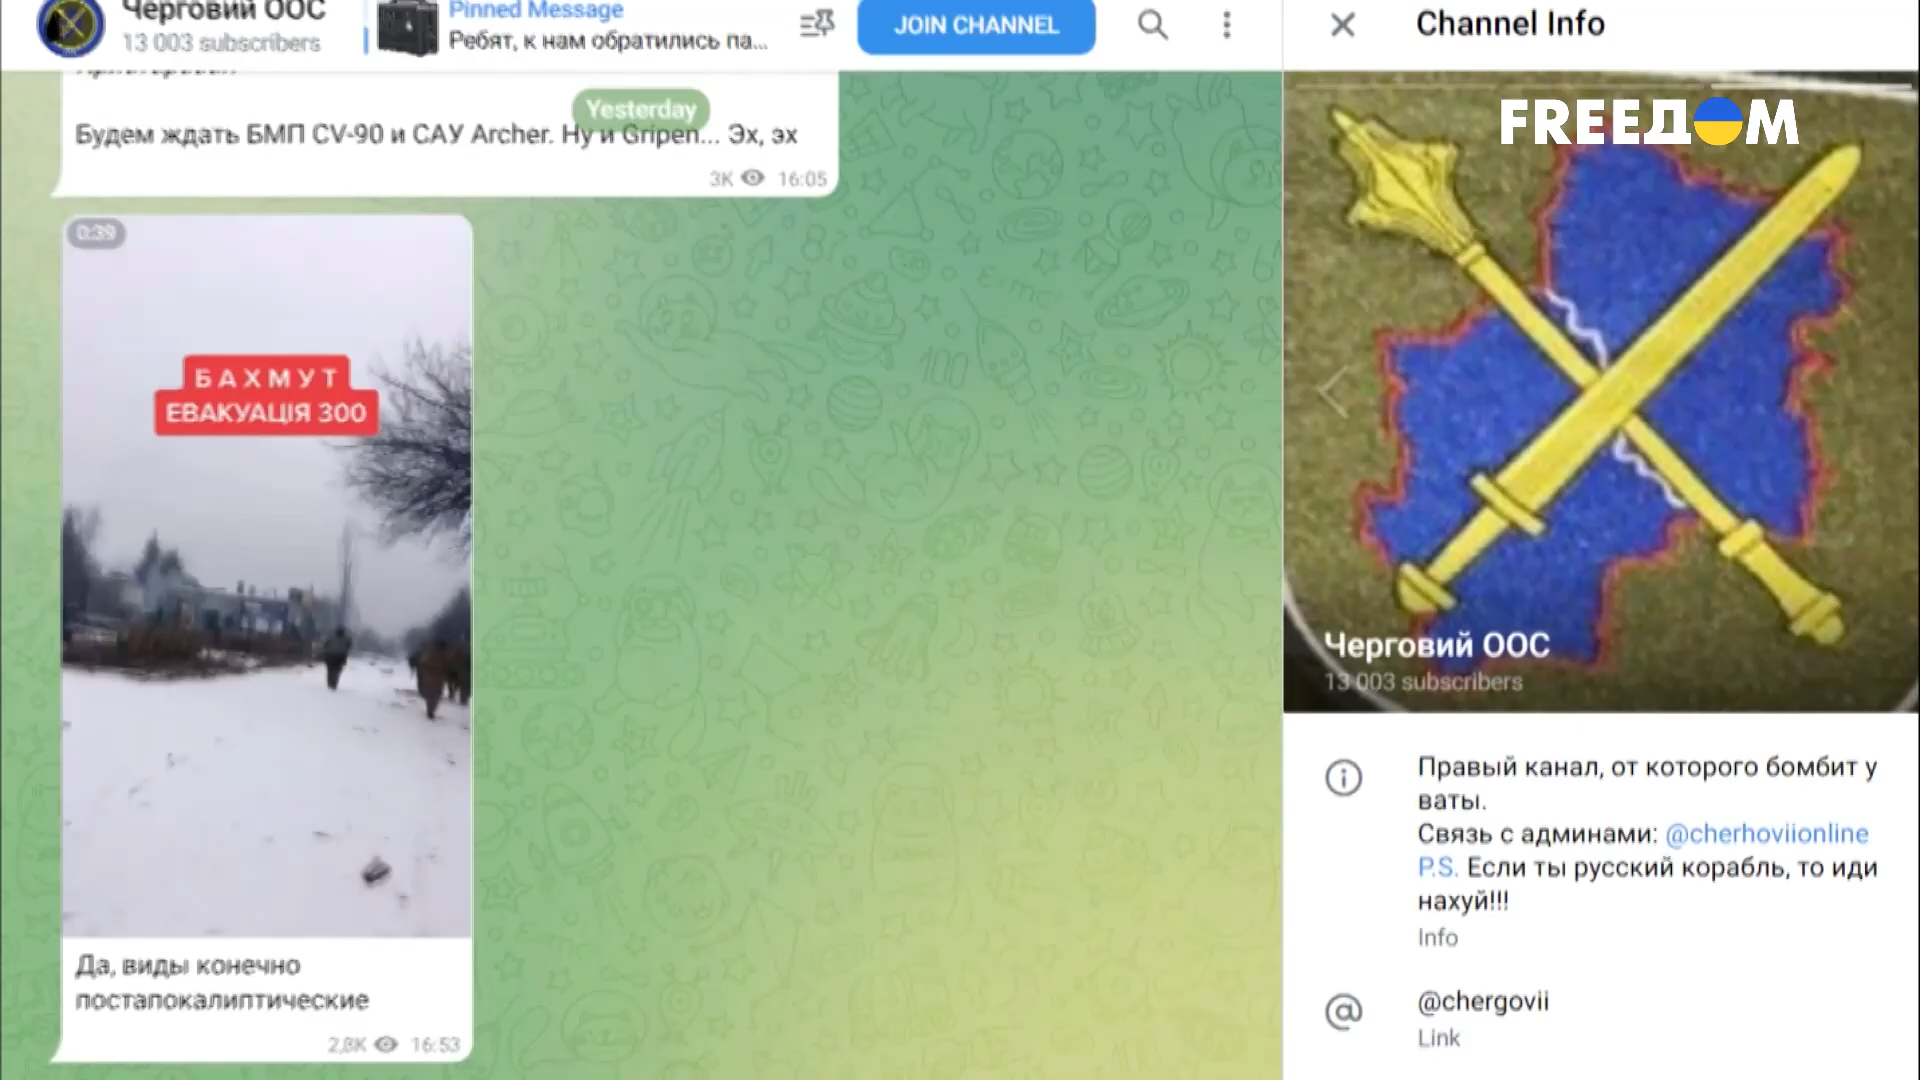 Черговий ООС
13 003 subscribers
Pinned Message
Ребят, к нам обратились па...
JOIN CHANNEL
Channel Info
Yesterday
Будем ждать БМП CV-90 и САУ Archer. Ну и Gripen... Эх, эх
3K 16:05
FREEДОМ
0:39
БАХМУТ
ЕВАКУАЦІЯ 300
Да, виды конечно
постапокалиптические
2,8K 16:53
Черговий ООС
13 003 subscribers
Правый канал, от которого бомбит у
ваты.
Связь с админами: @cherhoviionline
P.S. Если ты русский корабль, то иди
нахуй!!!
Info
@chergovii
Link